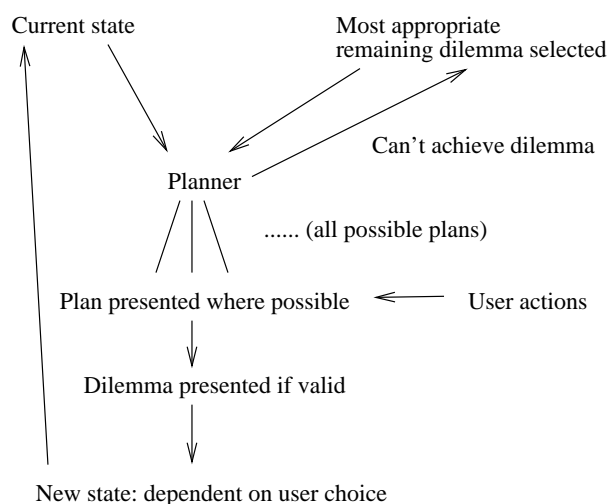 Current state
Most appropriate
remaining dilemma selected
Can't achieve dilemma
Planner
...... (all possible plans)
Plan presented where possible
User actions
Dilemma presented if valid
New state: dependent on user choice